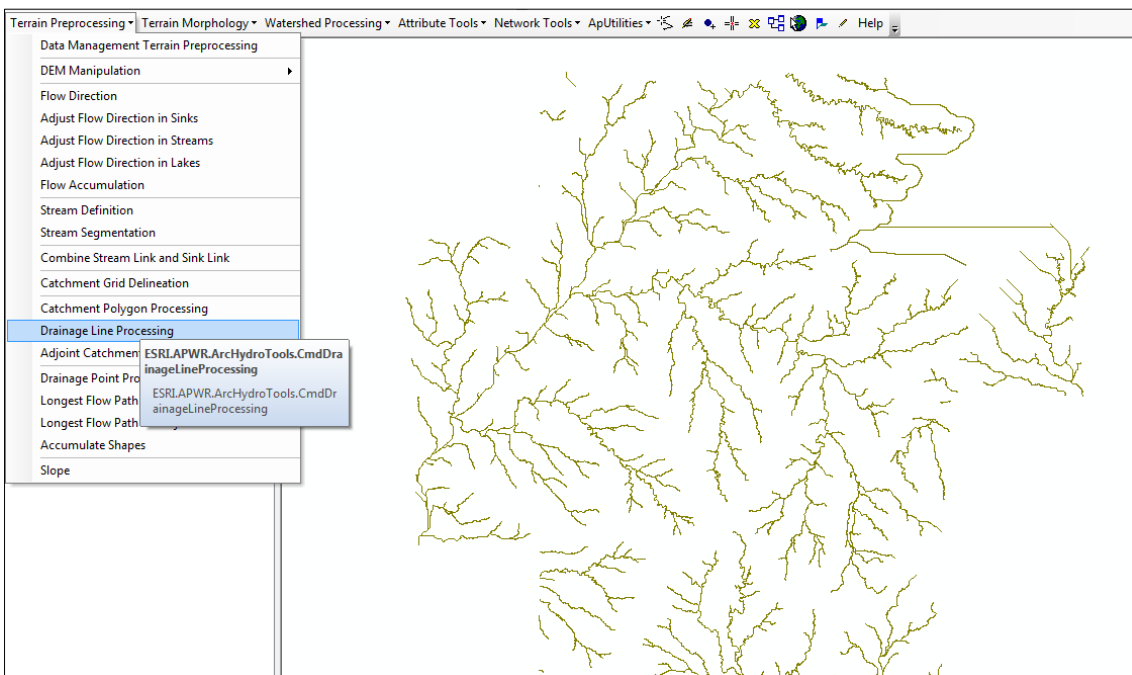 Terrain Preprocessing Terrain Morphology Watershed Processing Attribute Tools Network Tools ApUtilities Help
Data Management Terrain Preprocessing
DEM Manipulation
Flow Direction
Adjust Flow Direction in Sinks
Adjust Flow Direction in Streams
Adjust Flow Direction in Lakes
Flow Accumulation
Stream Definition
Stream Segmentation
Combine Stream Link and Sink Link
Catchment Grid Delineation
Catchment Polygon Processing
Drainage Line Processing
Adjoint Catchment
ESRI.APWR.ArcHydroTools.CmdDra
inageLineProcessing
ESRI.APWR.ArcHydroTools.CmdDr
ainageLineProcessing
Drainage Point Pro
Longest Flow Path
Longest Flow Path
Accumulate Shapes
Slope